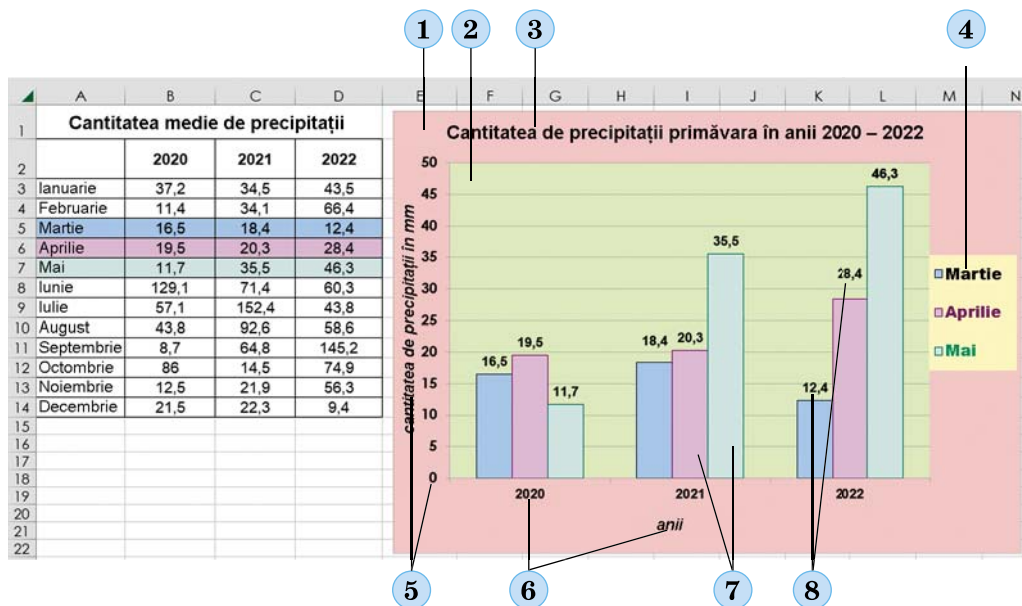 1 2 3 4
A B C D E F G H I J K L M N
1 Cantitatea medie de precipitații
2 2020 2021 2022
3 Ianuarie 37,2 34,5 43,5
4 Februarie 11,4 34,1 66,4
5 Martie 16,5 18,4 12,4
6 Aprilie 19,5 20,3 28,4
7 Mai 11,7 35,5 46,3
8 Iunie 129,1 71,4 60,3
9 Iulie 57,1 152,4 43,8
10 August 43,8 92,6 58,6
11 Septembrie 8,7 64,8 145,2
12 Octombrie 86 14,5 74,9
13 Noiembrie 12,5 21,9 56,3
14 Decembrie 21,5 22,3 9,4
15
16
17
18
19
20
21
22
Cantitatea de precipitații primăvara în anii 2020 – 2022
cantitatea de precipitații în mm
50
45
40
35
30
25
20
15
10
5
0
16,5 19,5 11,7
18,4 20,3 35,5
12,4 28,4 46,3
2020 2021 2022
anii
Martie
Aprilie
Mai
5 6 7 8